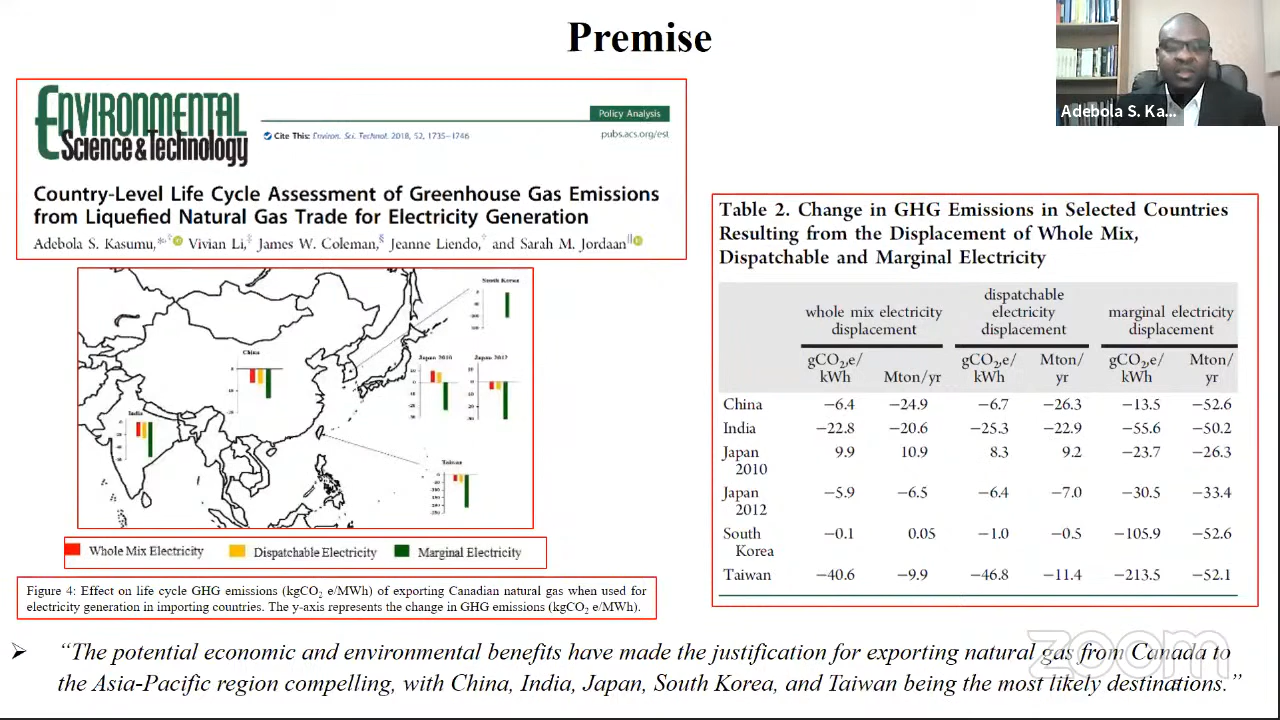 Premise
Adebola S. Ka...
ENVIRONMENTAL
Science & Technology
Policy Analysis
Cite This: Environ. Sci. Technol. 2018, 52, 1735−1746
pubs.acs.org/est
Country-Level Life Cycle Assessment of Greenhouse Gas Emissions
from Liquefied Natural Gas Trade for Electricity Generation
Adebola S. Kasumu,*,† Vivian Li,‡ James W. Coleman,§ Jeanne Liendo,† and Sarah M. Jordaan||
South Korea
China
Japan 2010
Japan 2012
India
Taiwan
Whole Mix Electricity
Dispatchable Electricity
Marginal Electricity
Figure 4: Effect on life cycle GHG emissions (kgCO₂ e/MWh) of exporting Canadian natural gas when used for
electricity generation in importing countries. The y-axis represents the change in GHG emissions (kgCO₂ e/MWh).
Table 2. Change in GHG Emissions in Selected Countries
Resulting from the Displacement of Whole Mix,
Dispatchable and Marginal Electricity
whole mix electricity
displacement
dispatchable
electricity
displacement
marginal electricity
displacement
gCO₂e/
kWh
Mton/yr
gCO₂e/
kWh
Mton/
yr
gCO₂e/
kWh
Mton/
yr
China −6.4 −24.9 −6.7 −26.3 −13.5 −52.6
India −22.8 −20.6 −25.3 −22.9 −55.6 −50.2
Japan 9.9 10.9 8.3 9.2 −23.7 −26.3
2010
Japan −5.9 −6.5 −6.4 −7.0 −30.5 −33.4
2012
South −0.1 0.05 −1.0 −0.5 −105.9 −52.6
Korea
Taiwan −40.6 −9.9 −46.8 −11.4 −213.5 −52.1
“The potential economic and environmental benefits have made the justification for exporting natural gas from Canada to
the Asia-Pacific region compelling, with China, India, Japan, South Korea, and Taiwan being the most likely destinations.”
zoom